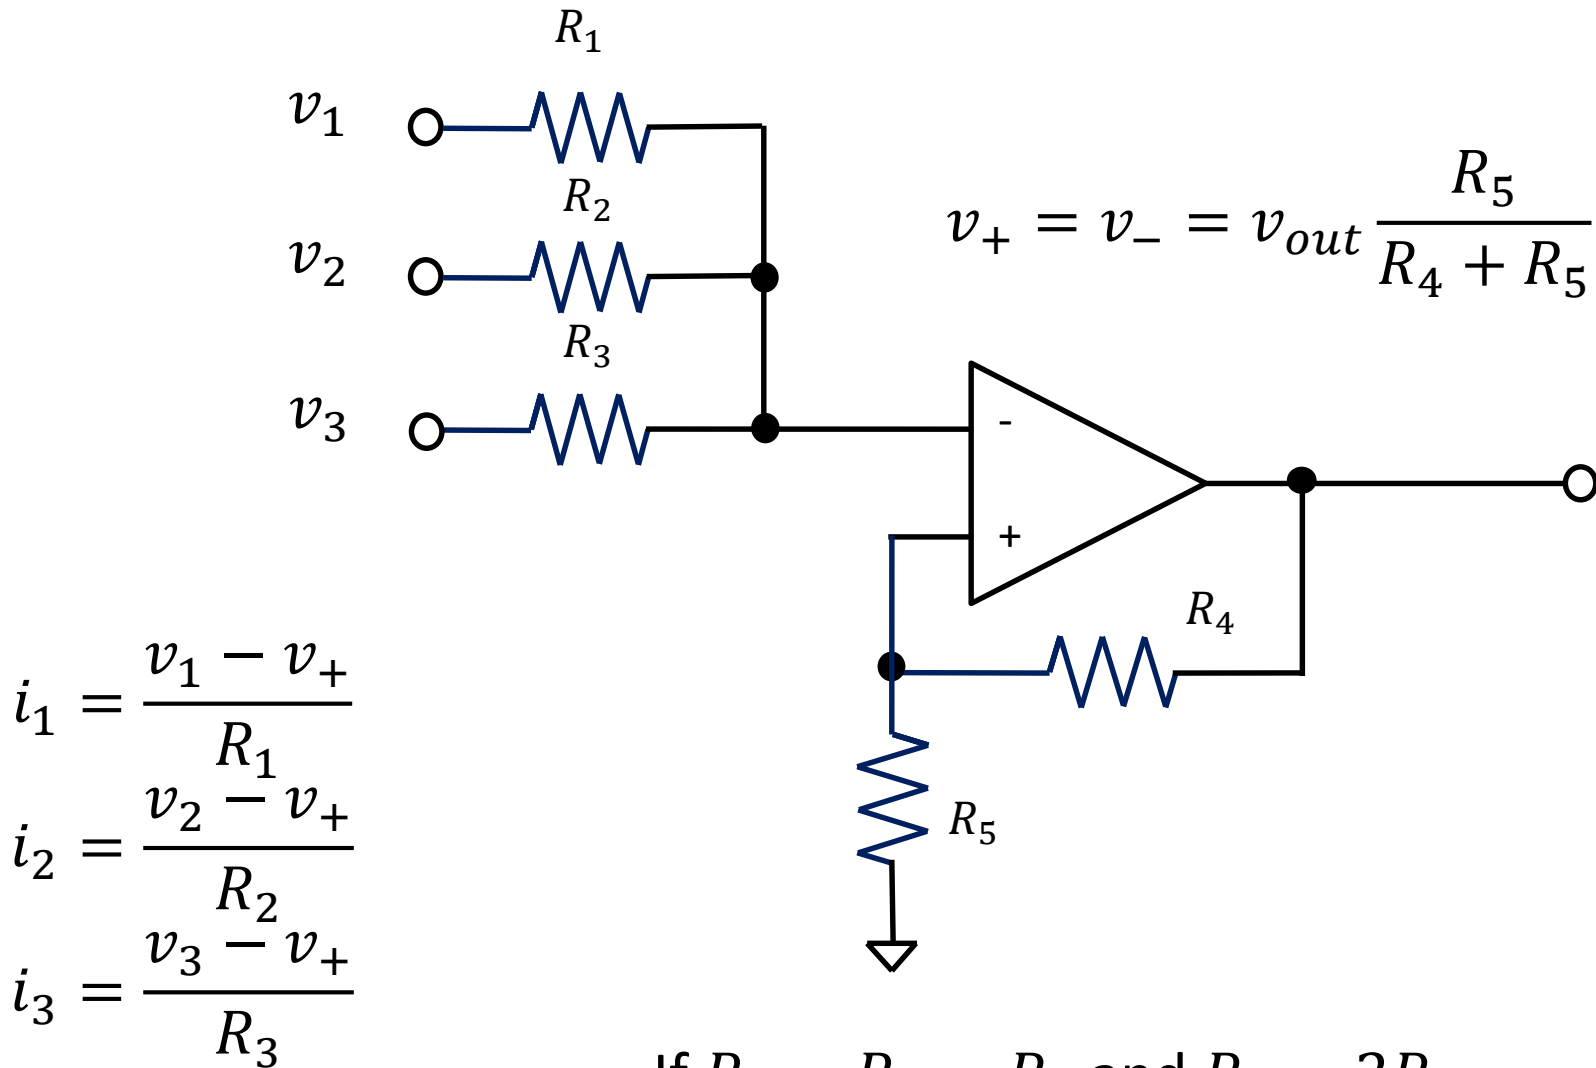 R₁
v₁
R₂
v₂
R₃
v₃
v₊ = v₋ = v_out R₅ / (R₄ + R₅)
-
+
R₄
R₅
i₁ = (v₁ − v₊) / R₁
i₂ = (v₂ − v₊) / R₂
i₃ = (v₃ − v₊) / R₃